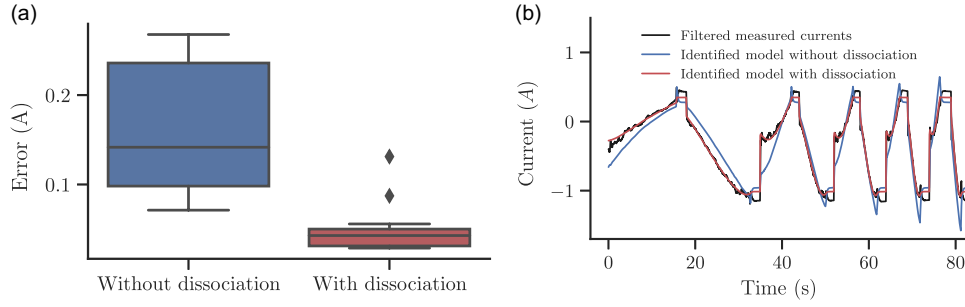 (a)
Error (A)
0.2
0.1
Without dissociation
With dissociation
(b)
Filtered measured currents
Identified model without dissociation
Identified model with dissociation
Current (A)
1
0
−1
0
20
40
60
80
Time (s)